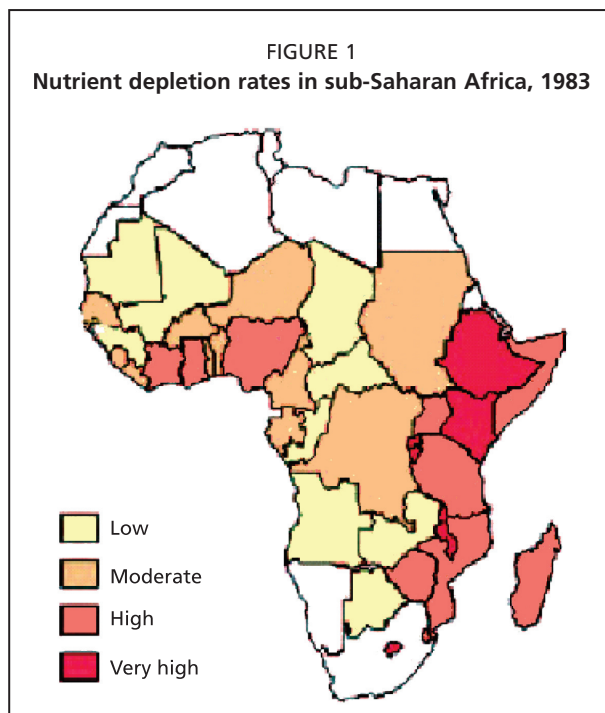 FIGURE 1
Nutrient depletion rates in sub-Saharan Africa, 1983
Low
Moderate
High
Very high